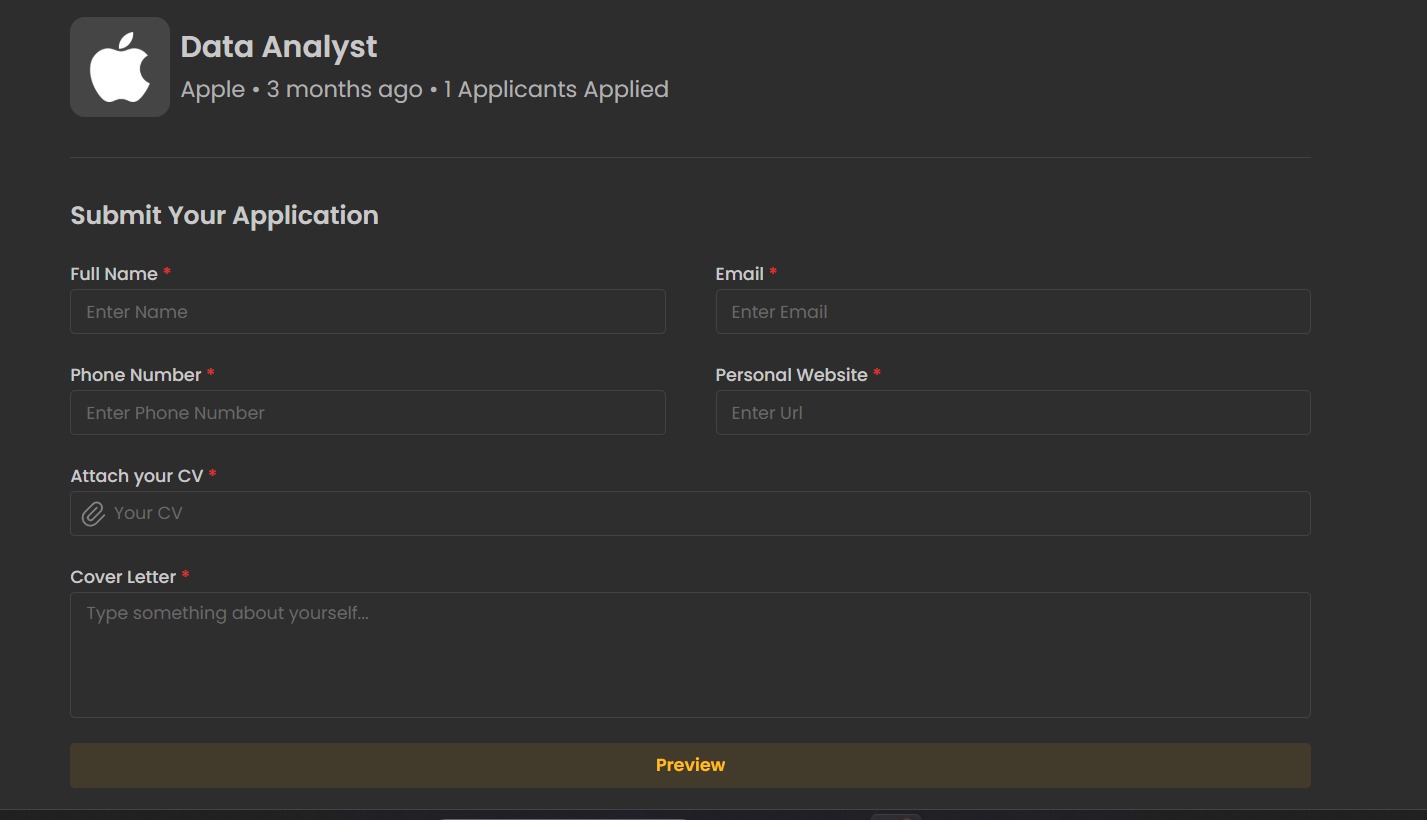 Data Analyst
Apple • 3 months ago • 1 Applicants Applied
Submit Your Application
Full Name *
Email *
Enter Name
Enter Email
Phone Number *
Personal Website *
Enter Phone Number
Enter Url
Attach your CV *
Your CV
Cover Letter *
Type something about yourself...
Preview